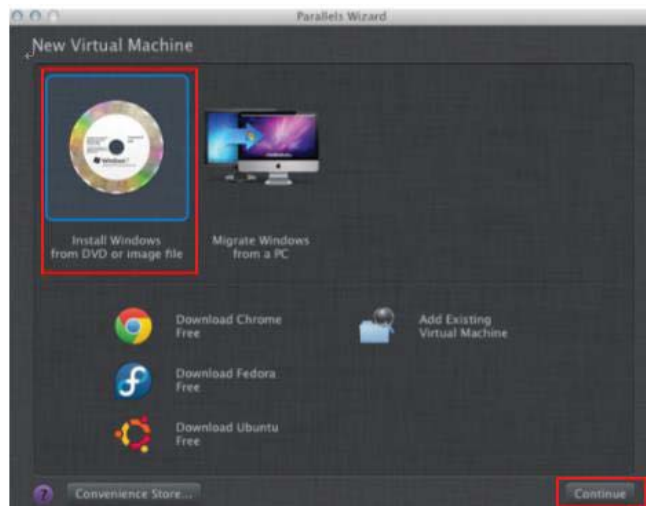 Parallels Wizard
New Virtual Machine
Install Windows
from DVD or image file
Migrate Windows
from a PC
Download Chrome
Free
Add Existing
Virtual Machine
Download Fedora
Free
Download Ubuntu
Free
?
Convenience Store...
Continue